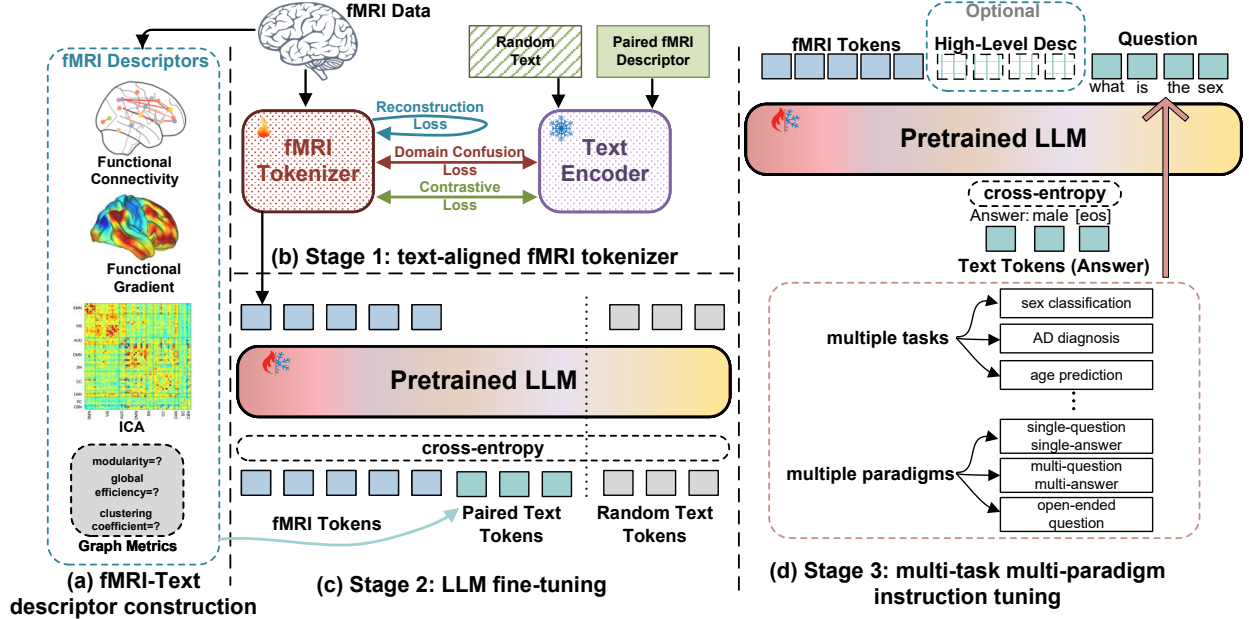 fMRI Data
fMRI Descriptors
Functional
Connectivity
Functional
Gradient
SMN
VIS
AUD
DMN
CC
ICA
modularity=?
global
efficiency=?
clustering
coefficient=?
Graph Metrics
(a) fMRI-Text
descriptor construction
Random
Text
Paired fMRI
Descriptor
fMRI
Tokenizer
Reconstruction
Loss
Domain Confusion
Loss
Contrastive
Loss
Text
Encoder
(b) Stage 1: text-aligned fMRI tokenizer
Pretrained LLM
cross-entropy
fMRI Tokens
Paired Text
Tokens
Random Text
Tokens
(c) Stage 2: LLM fine-tuning
Optional
fMRI Tokens
High-Level Desc
Question
what is the sex
Pretrained LLM
cross-entropy
Answer: male [eos]
Text Tokens (Answer)
multiple tasks
sex classification
AD diagnosis
age prediction
multiple paradigms
single-question
single-answer
multi-question
multi-answer
open-ended
question
(d) Stage 3: multi-task multi-paradigm
instruction tuning